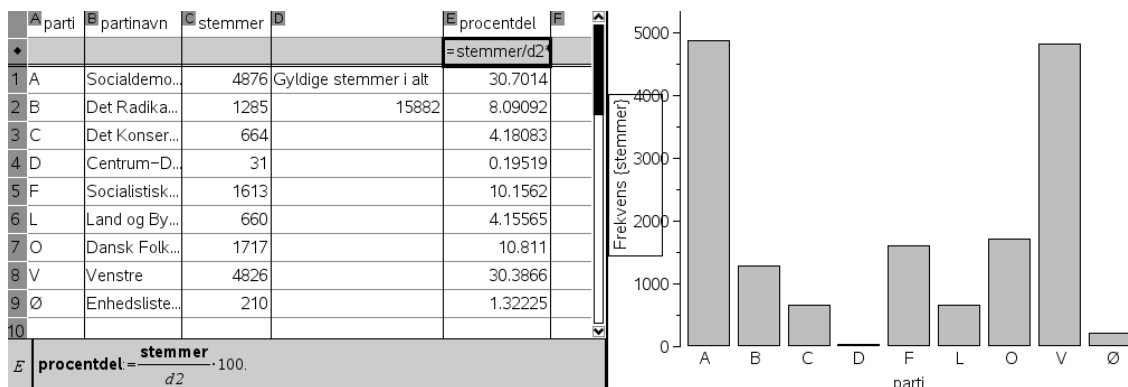 A parti B partinavn C stemmer D E procentdel F
◆ =stemmer/d2*
1 A Socialdemo... 4876 Gyldige stemmer i alt 30.7014
2 B Det Radika... 1285 15882 8.09092
3 C Det Konser... 664 4.18083
4 D Centrum-D... 31 0.19519
5 F Socialistisk... 1613 10.1562
6 L Land og By... 660 4.15565
7 O Dansk Folk... 1717 10.811
8 V Venstre 4826 30.3866
9 Ø Enhedsliste... 210 1.32225
10
E procentdel:=stemmer/d2·100.
Frekvens {stemmer}
5000
4000
3000
2000
1000
0
A B C D F L O V Ø
parti